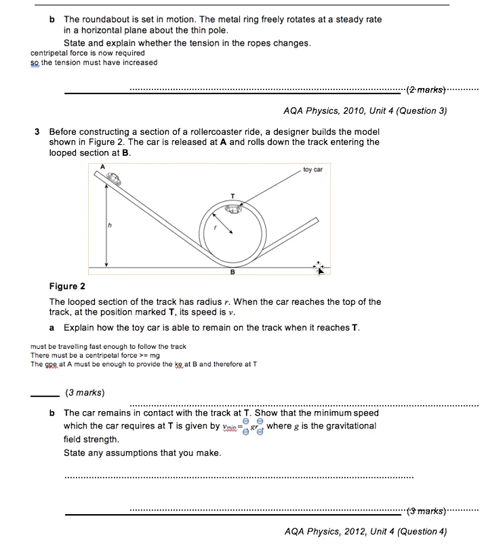 b The roundabout is set in motion. The metal ring freely rotates at a steady rate
in a horizontal plane about the thin pole.
State and explain whether the tension in the ropes changes.
centripetal force is now required
so the tension must have increased
(2 marks)
AQA Physics, 2010, Unit 4 (Question 3)
3 Before constructing a section of a rollercoaster ride, a designer builds the model
shown in Figure 2. The car is released at A and rolls down the track entering the
looped section at B.
A
toy car
T
r
h
B
Figure 2
The looped section of the track has radius r. When the car reaches the top of the
track, at the position marked T, its speed is v.
a Explain how the toy car is able to remain on the track when it reaches T.
must be travelling fast enough to follow the track
There must be a centripetal force >= mg
The gpe at A must be enough to provide the ke at B and therefore at T
(3 marks)
b The car remains in contact with the track at T. Show that the minimum speed
which the car requires at T is given by vmin = gr, where g is the gravitational
field strength.
State any assumptions that you make.
(3 marks)
AQA Physics, 2012, Unit 4 (Question 4)